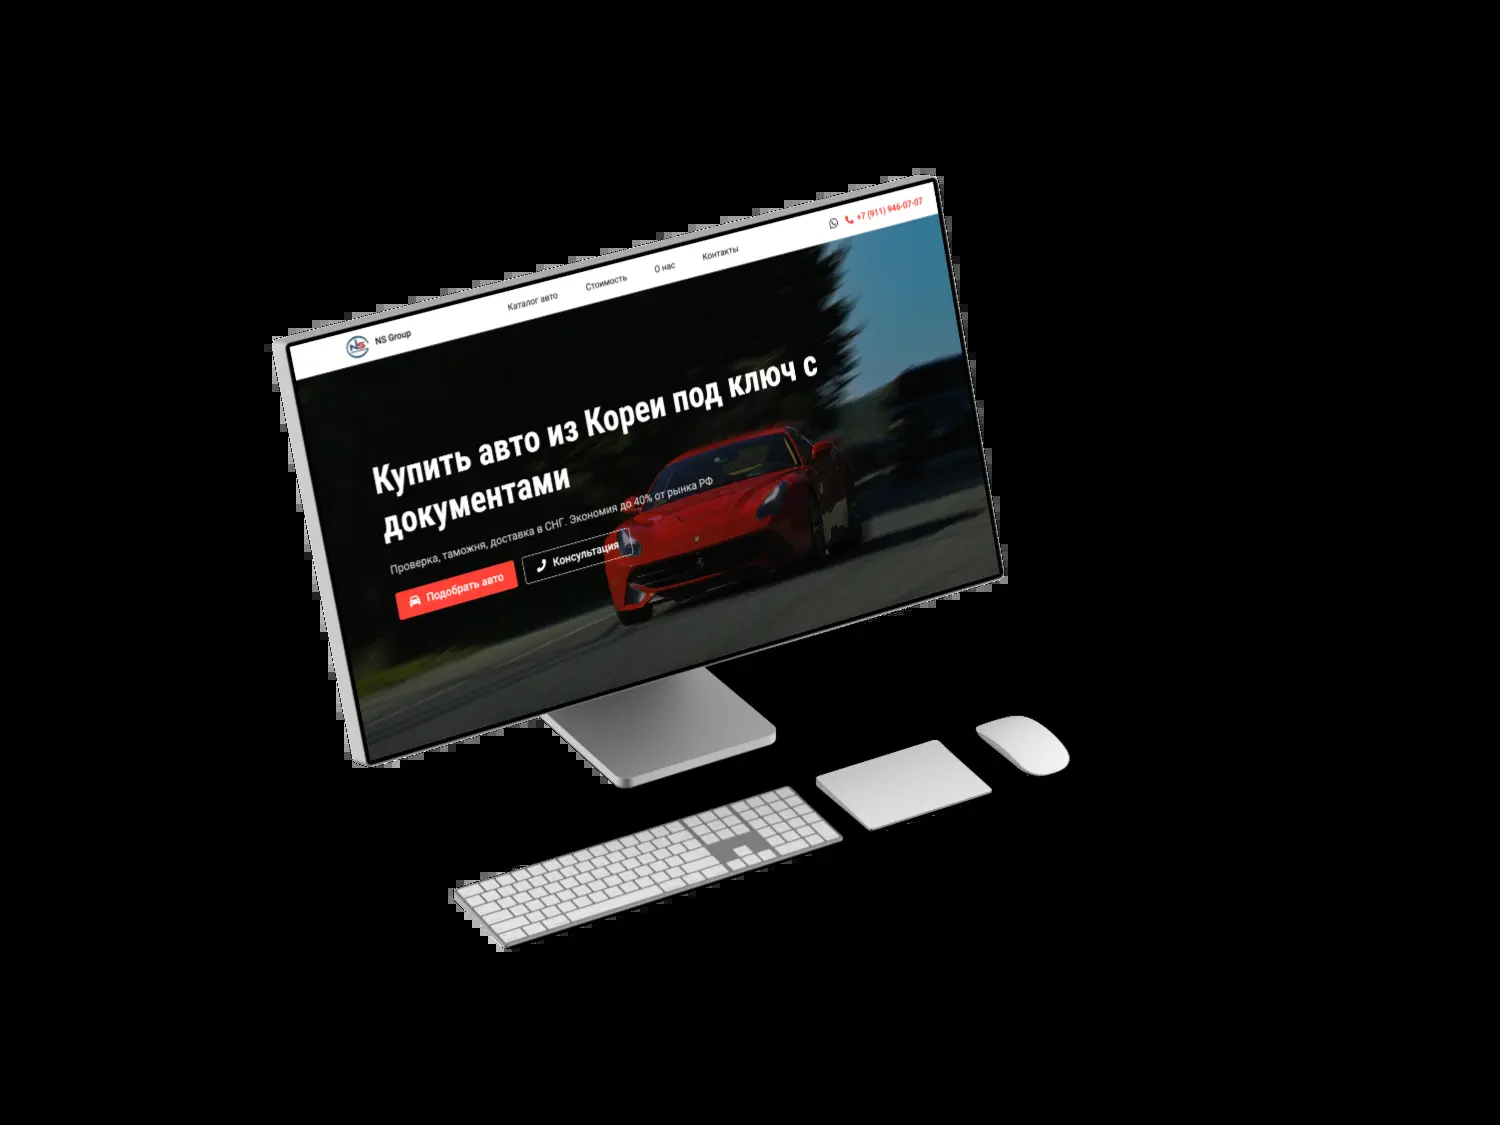 NS
NS Group
Каталог авто
Стоимость
О нас
Контакты
+7 (911) 946-07-07
Купить авто из Кореи под ключ с
документами
Проверка, таможня, доставка в СНГ. Экономия до 40% от рынка РФ
Подобрать авто
Консультация